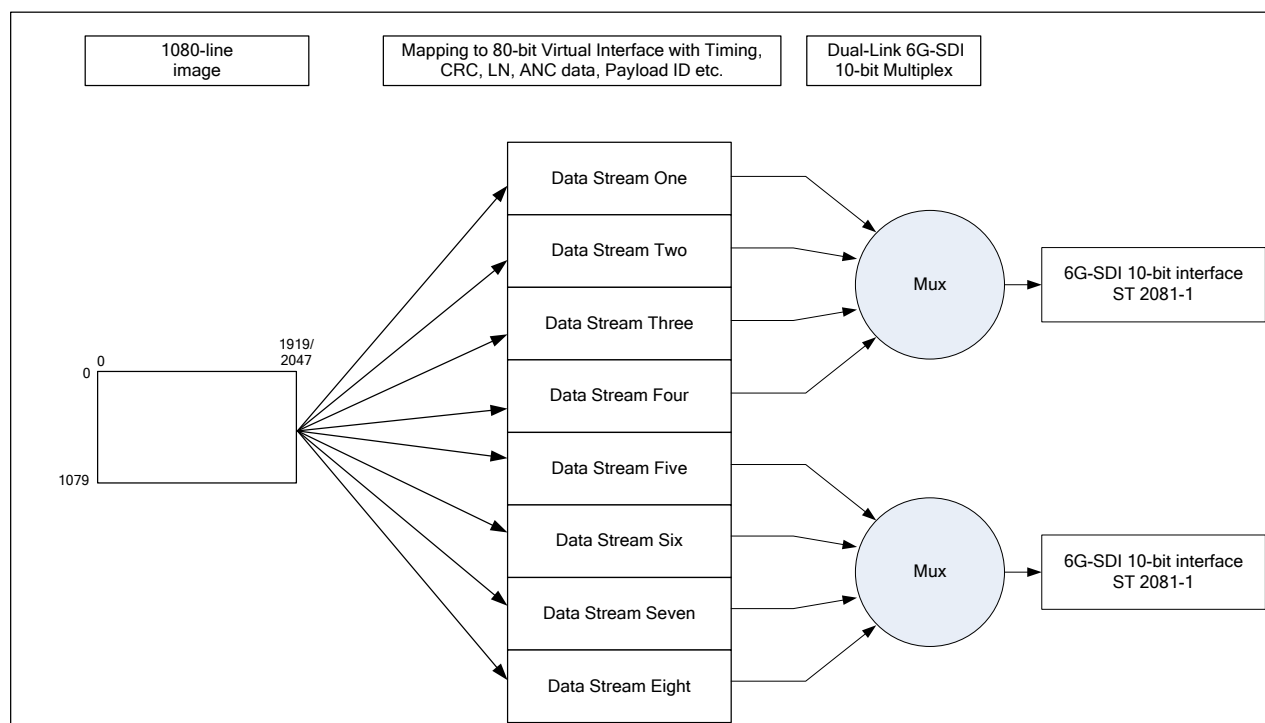 1080-line
image
Mapping to 80-bit Virtual Interface with Timing,
CRC, LN, ANC data, Payload ID etc.
Dual-Link 6G-SDI
10-bit Multiplex
0
1919/
2047
0
1079
Data Stream One
Data Stream Two
Data Stream Three
Data Stream Four
Data Stream Five
Data Stream Six
Data Stream Seven
Data Stream Eight
Mux
6G-SDI 10-bit interface
ST 2081-1
Mux
6G-SDI 10-bit interface
ST 2081-1